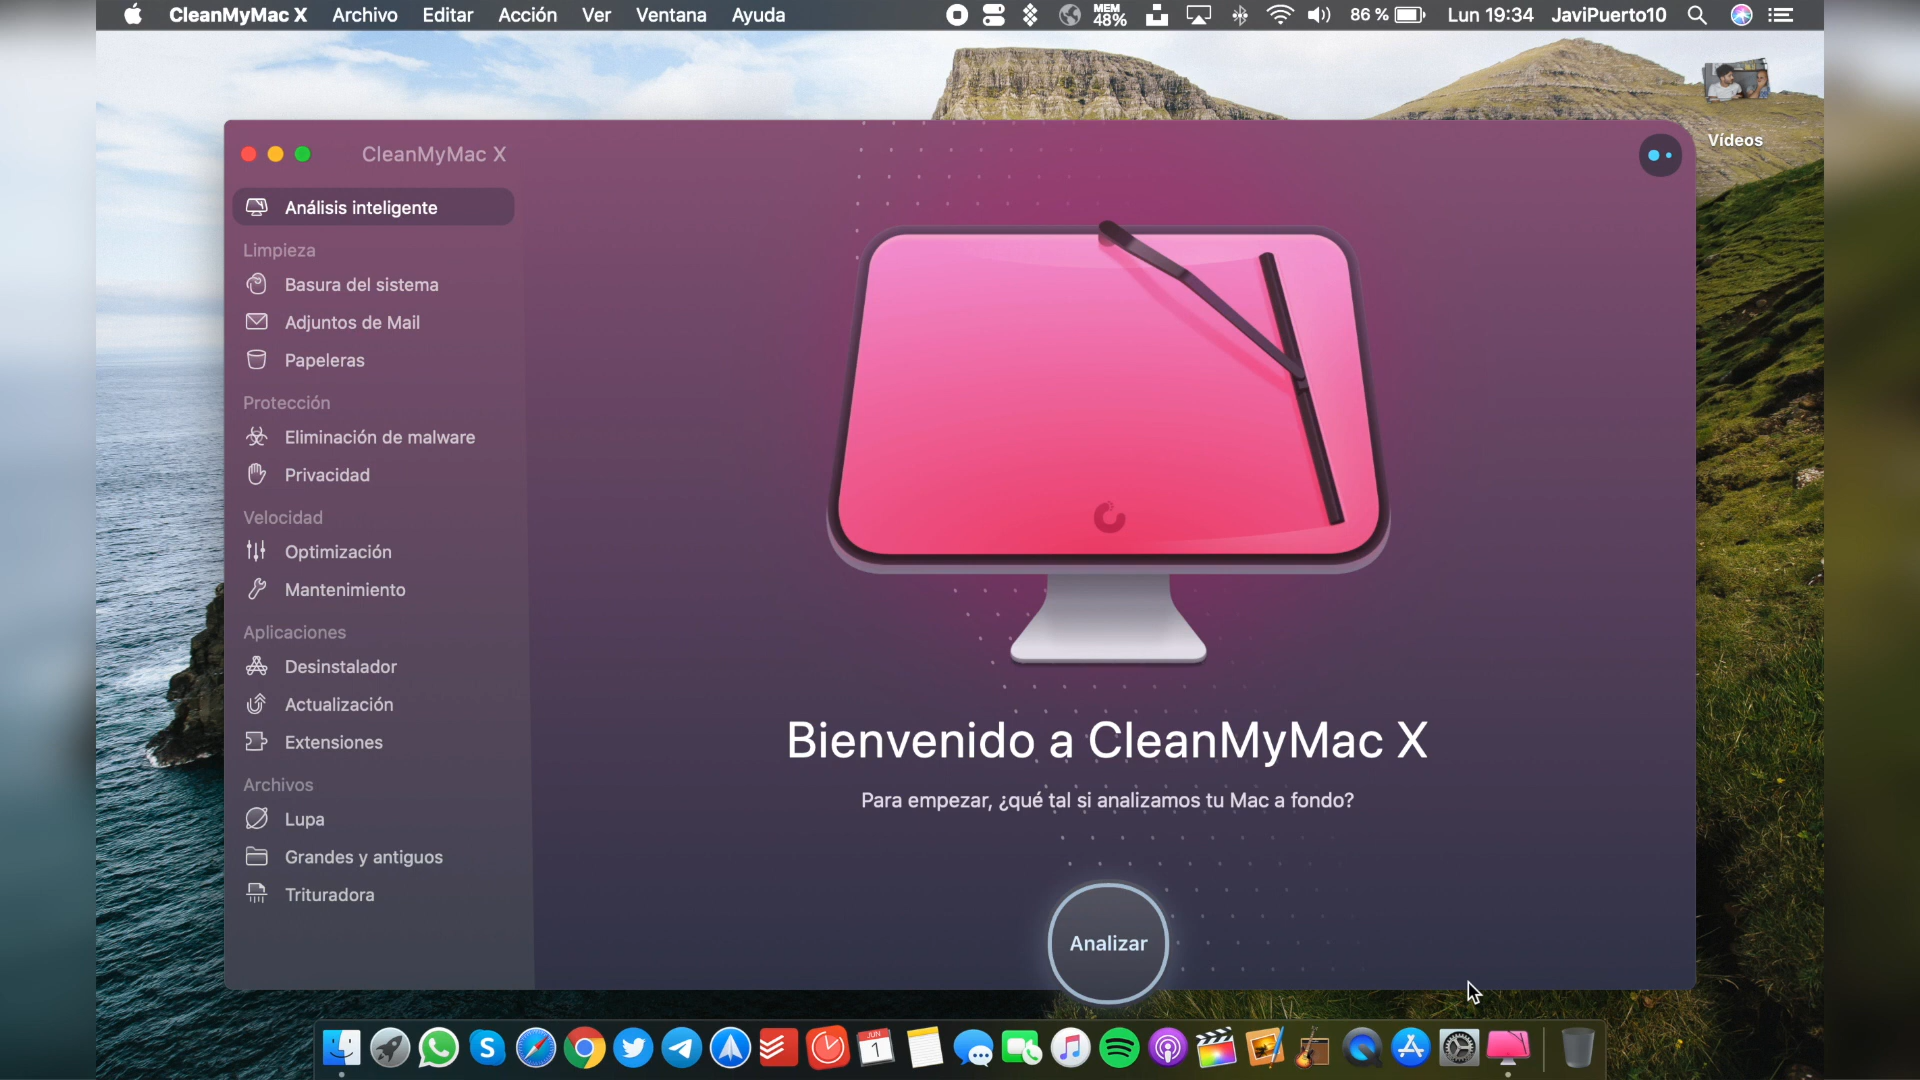 CleanMyMac X Archivo Editar Acción Ver Ventana Ayuda MEM 48% 86 % Lun 19:34 JaviPuerto10
Vídeos
CleanMyMac X
Análisis inteligente
Limpieza
Basura del sistema
Adjuntos de Mail
Papeleras
Protección
Eliminación de malware
Privacidad
Velocidad
Optimización
Mantenimiento
Aplicaciones
Desinstalador
Actualización
Extensiones
Archivos
Lupa
Grandes y antiguos
Trituradora
Bienvenido a CleanMyMac X
Para empezar, ¿qué tal si analizamos tu Mac a fondo?
Analizar
JUN
1